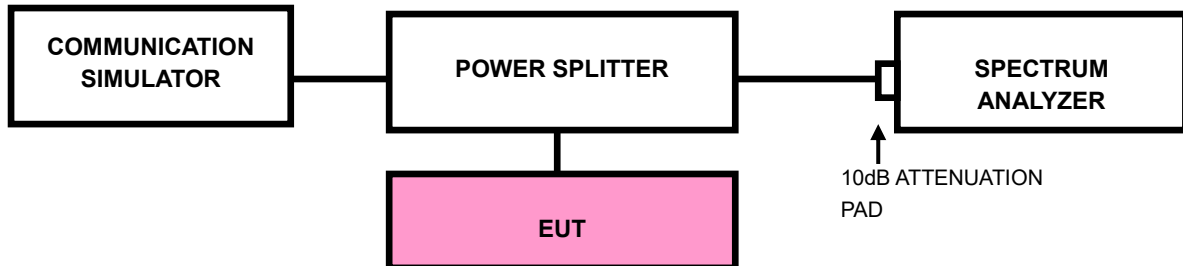 COMMUNICATION
SIMULATOR
POWER SPLITTER
SPECTRUM
ANALYZER
10dB ATTENUATION
PAD
EUT